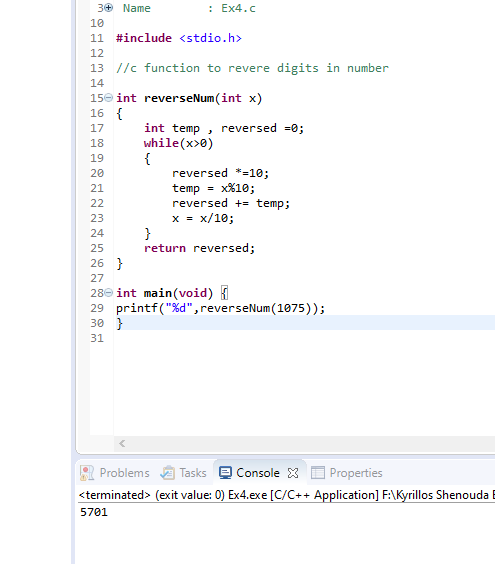 3 Name : Ex4.c
10
11 #include <stdio.h>
12
13 //c function to revere digits in number
14
15 int reverseNum(int x)
16 {
17 int temp , reversed =0;
18 while(x>0)
19 {
20 reversed *=10;
21 temp = x%10;
22 reversed += temp;
23 x = x/10;
24 }
25 return reversed;
26 }
27
28 int main(void) {
29 printf("%d",reverseNum(1075));
30 }
31
Problems Tasks Console Properties
<terminated> (exit value: 0) Ex4.exe [C/C++ Application] F:\Kyrillos Shenouda
5701